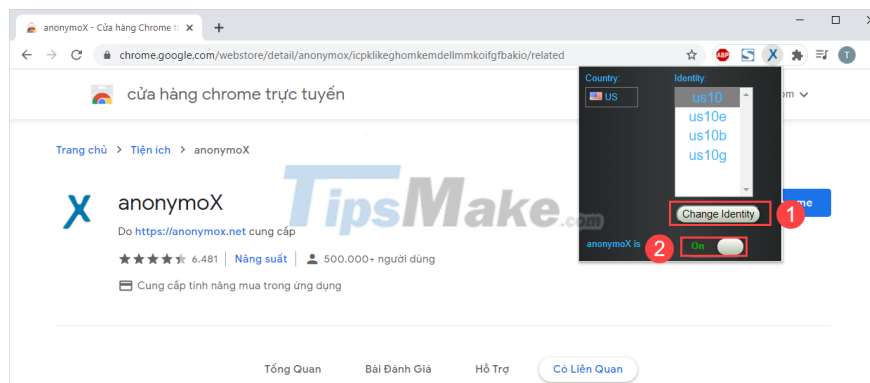 anonymoX - Cửa hàng Chrome t
chrome.google.com/webstore/detail/anonymox/icpklikeghomkemdellmmkoifgfbakio/related
ABP
T
cửa hàng chrome trực tuyến
Country:
Identity:
US
us10
us10e
us10b
us10g
om
Trang chủ > Tiện ích > anonymoX
TipsMake.com
anonymoX
me
Change Identity
1
Do https://anonymox.net cung cấp
anonymoX is
2
On
6.481
Năng suất
500.000+ người dùng
Cung cấp tính năng mua trong ứng dụng
Tổng Quan
Bài Đánh Giá
Hỗ Trợ
Có Liên Quan